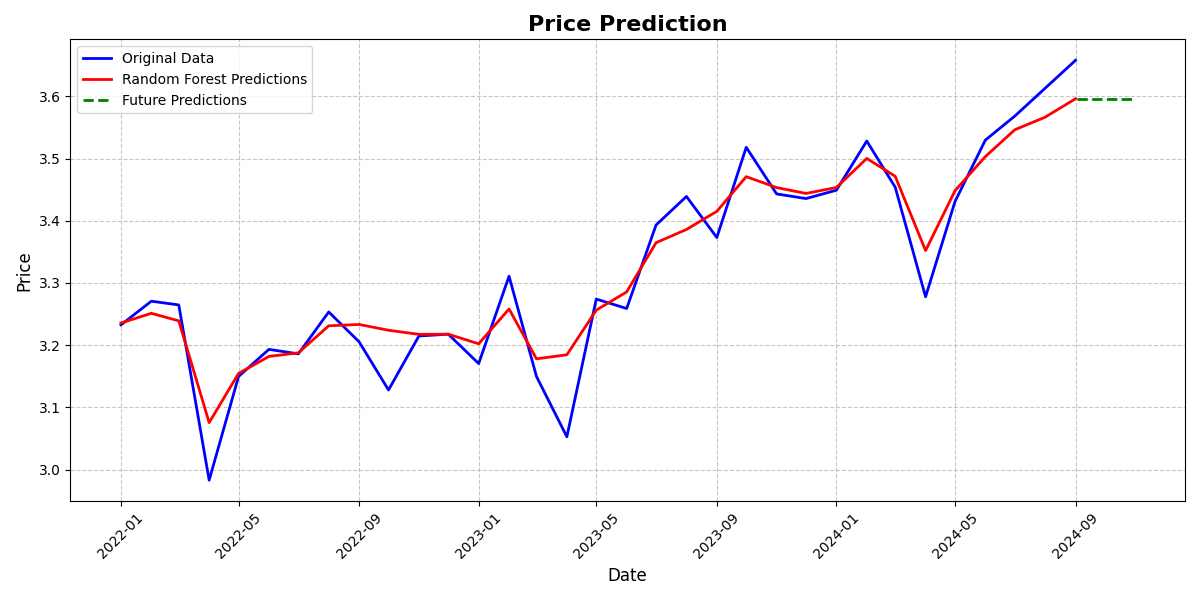 Price Prediction
Original Data
Random Forest Predictions
Future Predictions
Price
3.6
3.5
3.4
3.3
3.2
3.1
3.0
2022-01
2022-05
2022-09
2023-01
2023-05
2023-09
2024-01
2024-05
2024-09
Date